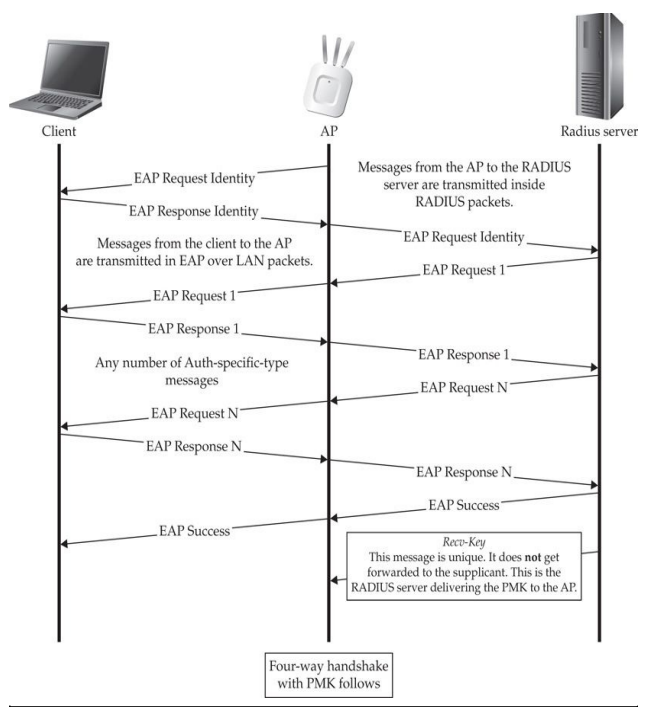 Client
AP
Radius server
EAP Request Identity
Messages from the AP to the RADIUS
server are transmitted inside
RADIUS packets.
EAP Response Identity
EAP Request Identity
Messages from the client to the AP
are transmitted in EAP over LAN packets.
EAP Request 1
EAP Request 1
EAP Response 1
EAP Response 1
Any number of Auth-specific-type
messages
EAP Request N
EAP Request N
EAP Response N
EAP Response N
EAP Success
EAP Success
Recv-Key
This message is unique. It does not get
forwarded to the supplicant. This is the
RADIUS server delivering the PMK to the AP.
Four-way handshake
with PMK follows